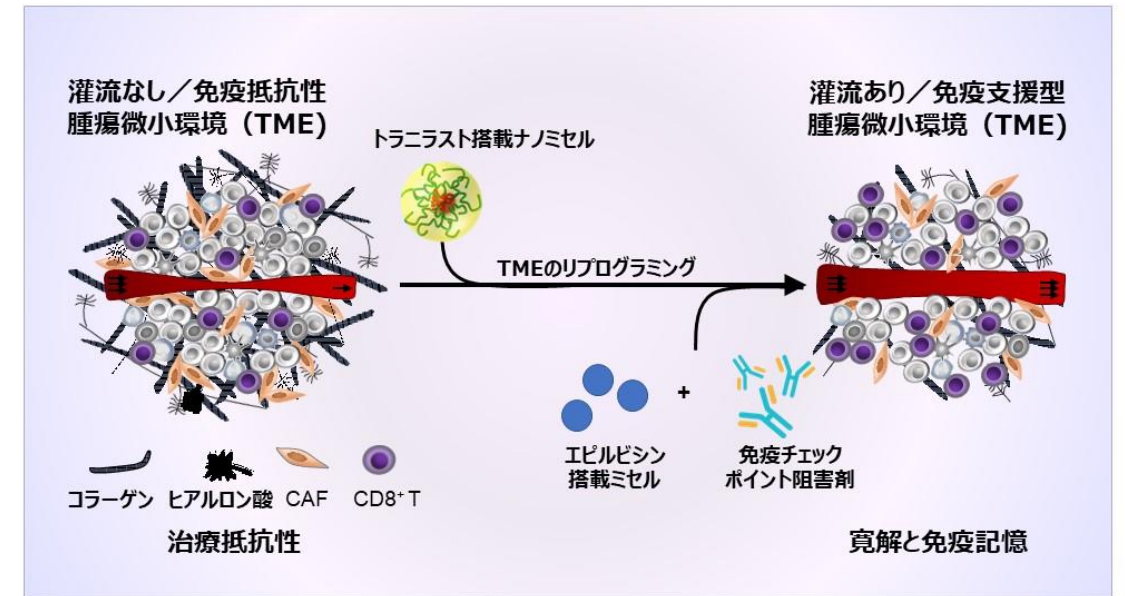 灌流なし／免疫抵抗性
腫瘍微小環境（TME)
灌流あり／免疫支援型
腫瘍微小環境（TME)
トラニラスト搭載ナノミセル
TMEのリプログラミング
+
エピルビシン
搭載ミセル
免疫チェック
ポイント阻害剤
コラーゲン ヒアルロン酸 CAF CD8⁺ T
治療抵抗性
寛解と免疫記憶